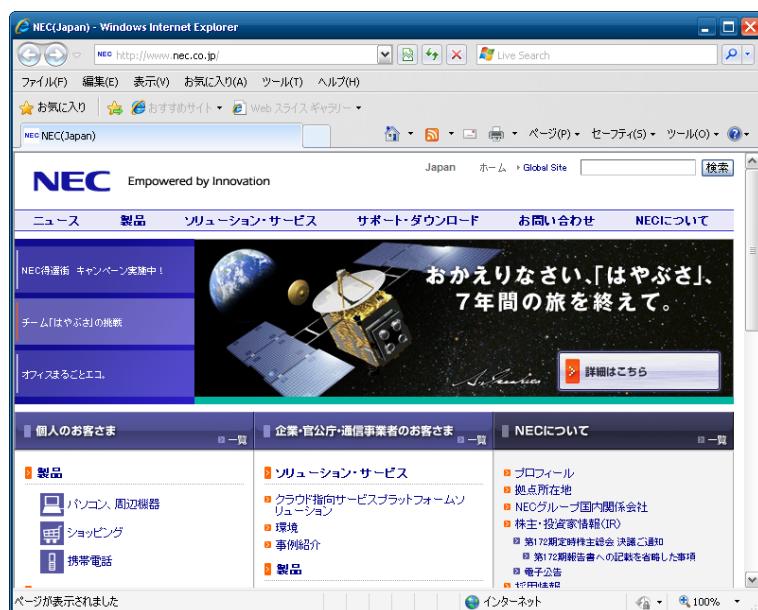 NEC(Japan) - Windows Internet Explorer
NEC http://www.nec.co.jp/
Live Search
ファイル(F) 編集(E) 表示(V) お気に入り(A) ツール(T) ヘルプ(H)
お気に入り おすすめサイト Web スライス ギャラリー
NEC NEC(Japan)
ページ(P) セーフティ(S) ツール(O)
Japan ホーム Global Site 検索
NEC Empowered by Innovation
ニュース 製品 ソリューション・サービス サポート・ダウンロード お問い合わせ NECについて
NEC得選街 キャンペーン実施中！
チーム「はやぶさ」の挑戦
オフィスまるごとエコ。
おかえりなさい、「はやぶさ」、
7年間の旅を終えて。
詳細はこちら
個人のお客さま 一覧
製品
パソコン、周辺機器
ショッピング
携帯電話
企業・官公庁・通信事業者のお客さま 一覧
ソリューション・サービス
クラウド指向サービスプラットフォームソ
リューション
環境
事例紹介
製品
NECについて 一覧
プロフィール
拠点所在地
NECグループ国内関係会社
株主・投資家情報(IR)
第172期定時株主総会 決議ご通知
第172期報告書への記載を省略した事項
電子公告
採用情報
ページが表示されました インターネット 100%